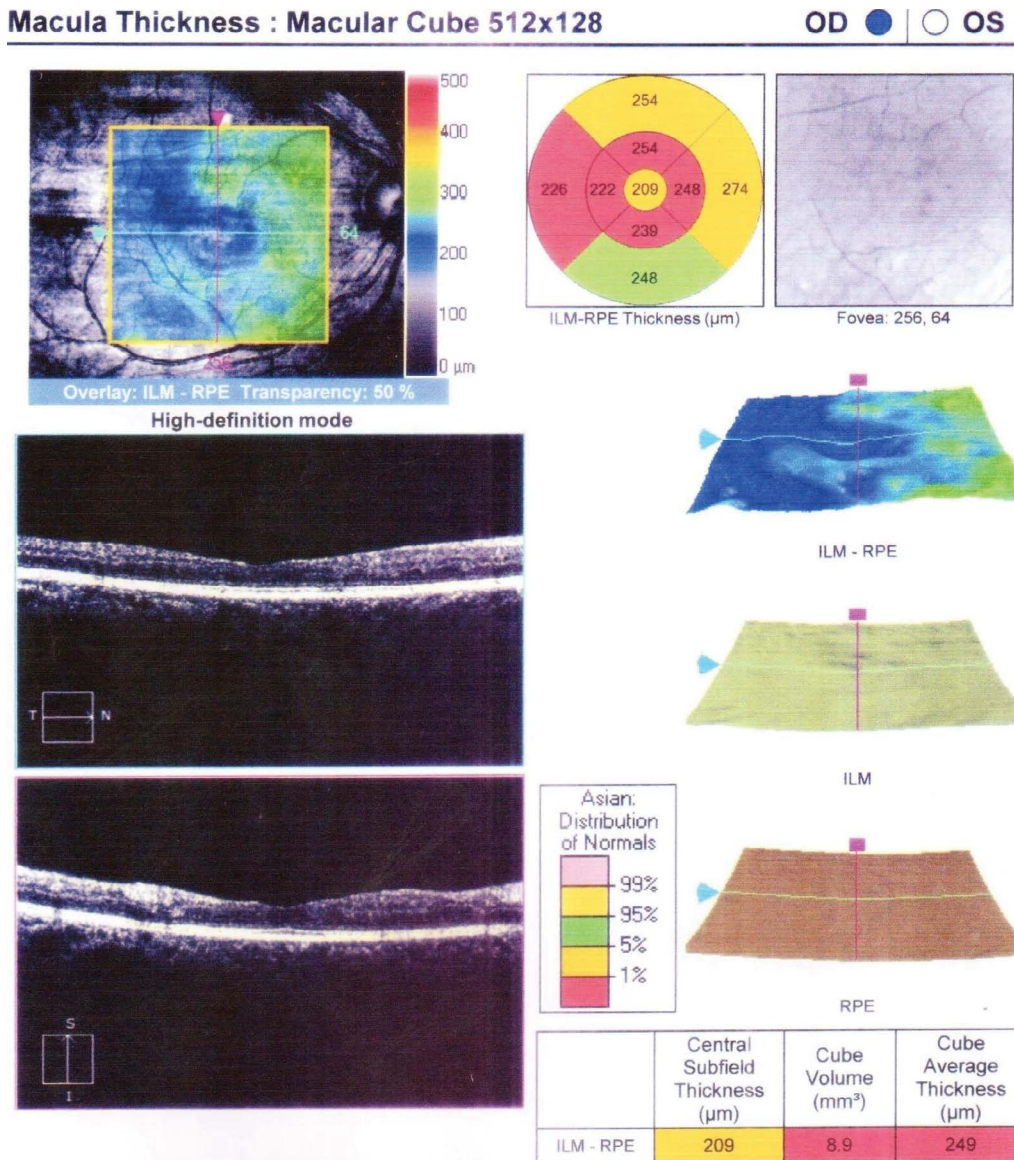 Macula Thickness : Macular Cube 512x128 OD OS
500
400
300
200
100
0 µm
64
256
Overlay: ILM - RPE Transparency: 50 %
254
254
226 222 209 248 274
239
248
ILM-RPE Thickness (µm)
Fovea: 256, 64
High-definition mode
T N
S
I
ILM - RPE
ILM
RPE
Asian:
Distribution
of Normals
99%
95%
5%
1%
Central
Subfield
Thickness
(µm)
Cube
Volume
(mm³)
Cube
Average
Thickness
(µm)
ILM - RPE 209 8.9 249